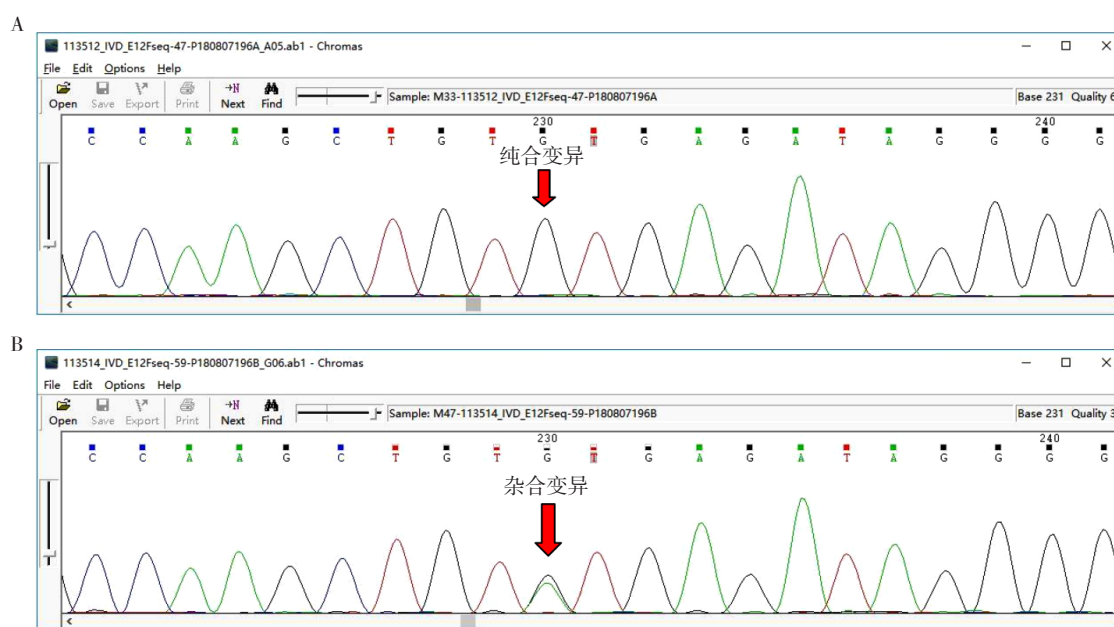 A
113512_IVD_E12Fseq-47-P180807196A_A05.ab1 - Chromas
File Edit Options Help
Open Save Export Print Next Find
→N
Sample: M33-113512_IVD_E12Fseq-47-P180807196A
Base 231 Quality 6
230 240
C C A A G C T G T G T G A G A T A G G G G
纯合变异
B
113514_IVD_E12Fseq-59-P180807196B_G06.ab1 - Chromas
File Edit Options Help
→N
Open Save Export Print Next Find
Sample: M47-113514_IVD_E12Fseq-59-P180807196B
Base 231 Quality 3
230 240
C C A A G C T G T G T G A G A T A G G G G
杂合变异